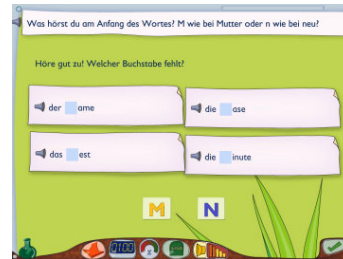 Was hörst du am Anfang des Wortes? M wie bei Mutter oder n wie bei neu?
Höre gut zu! Welcher Buchstabe fehlt?
der ame
die ase
das est
die inute
M N
0100